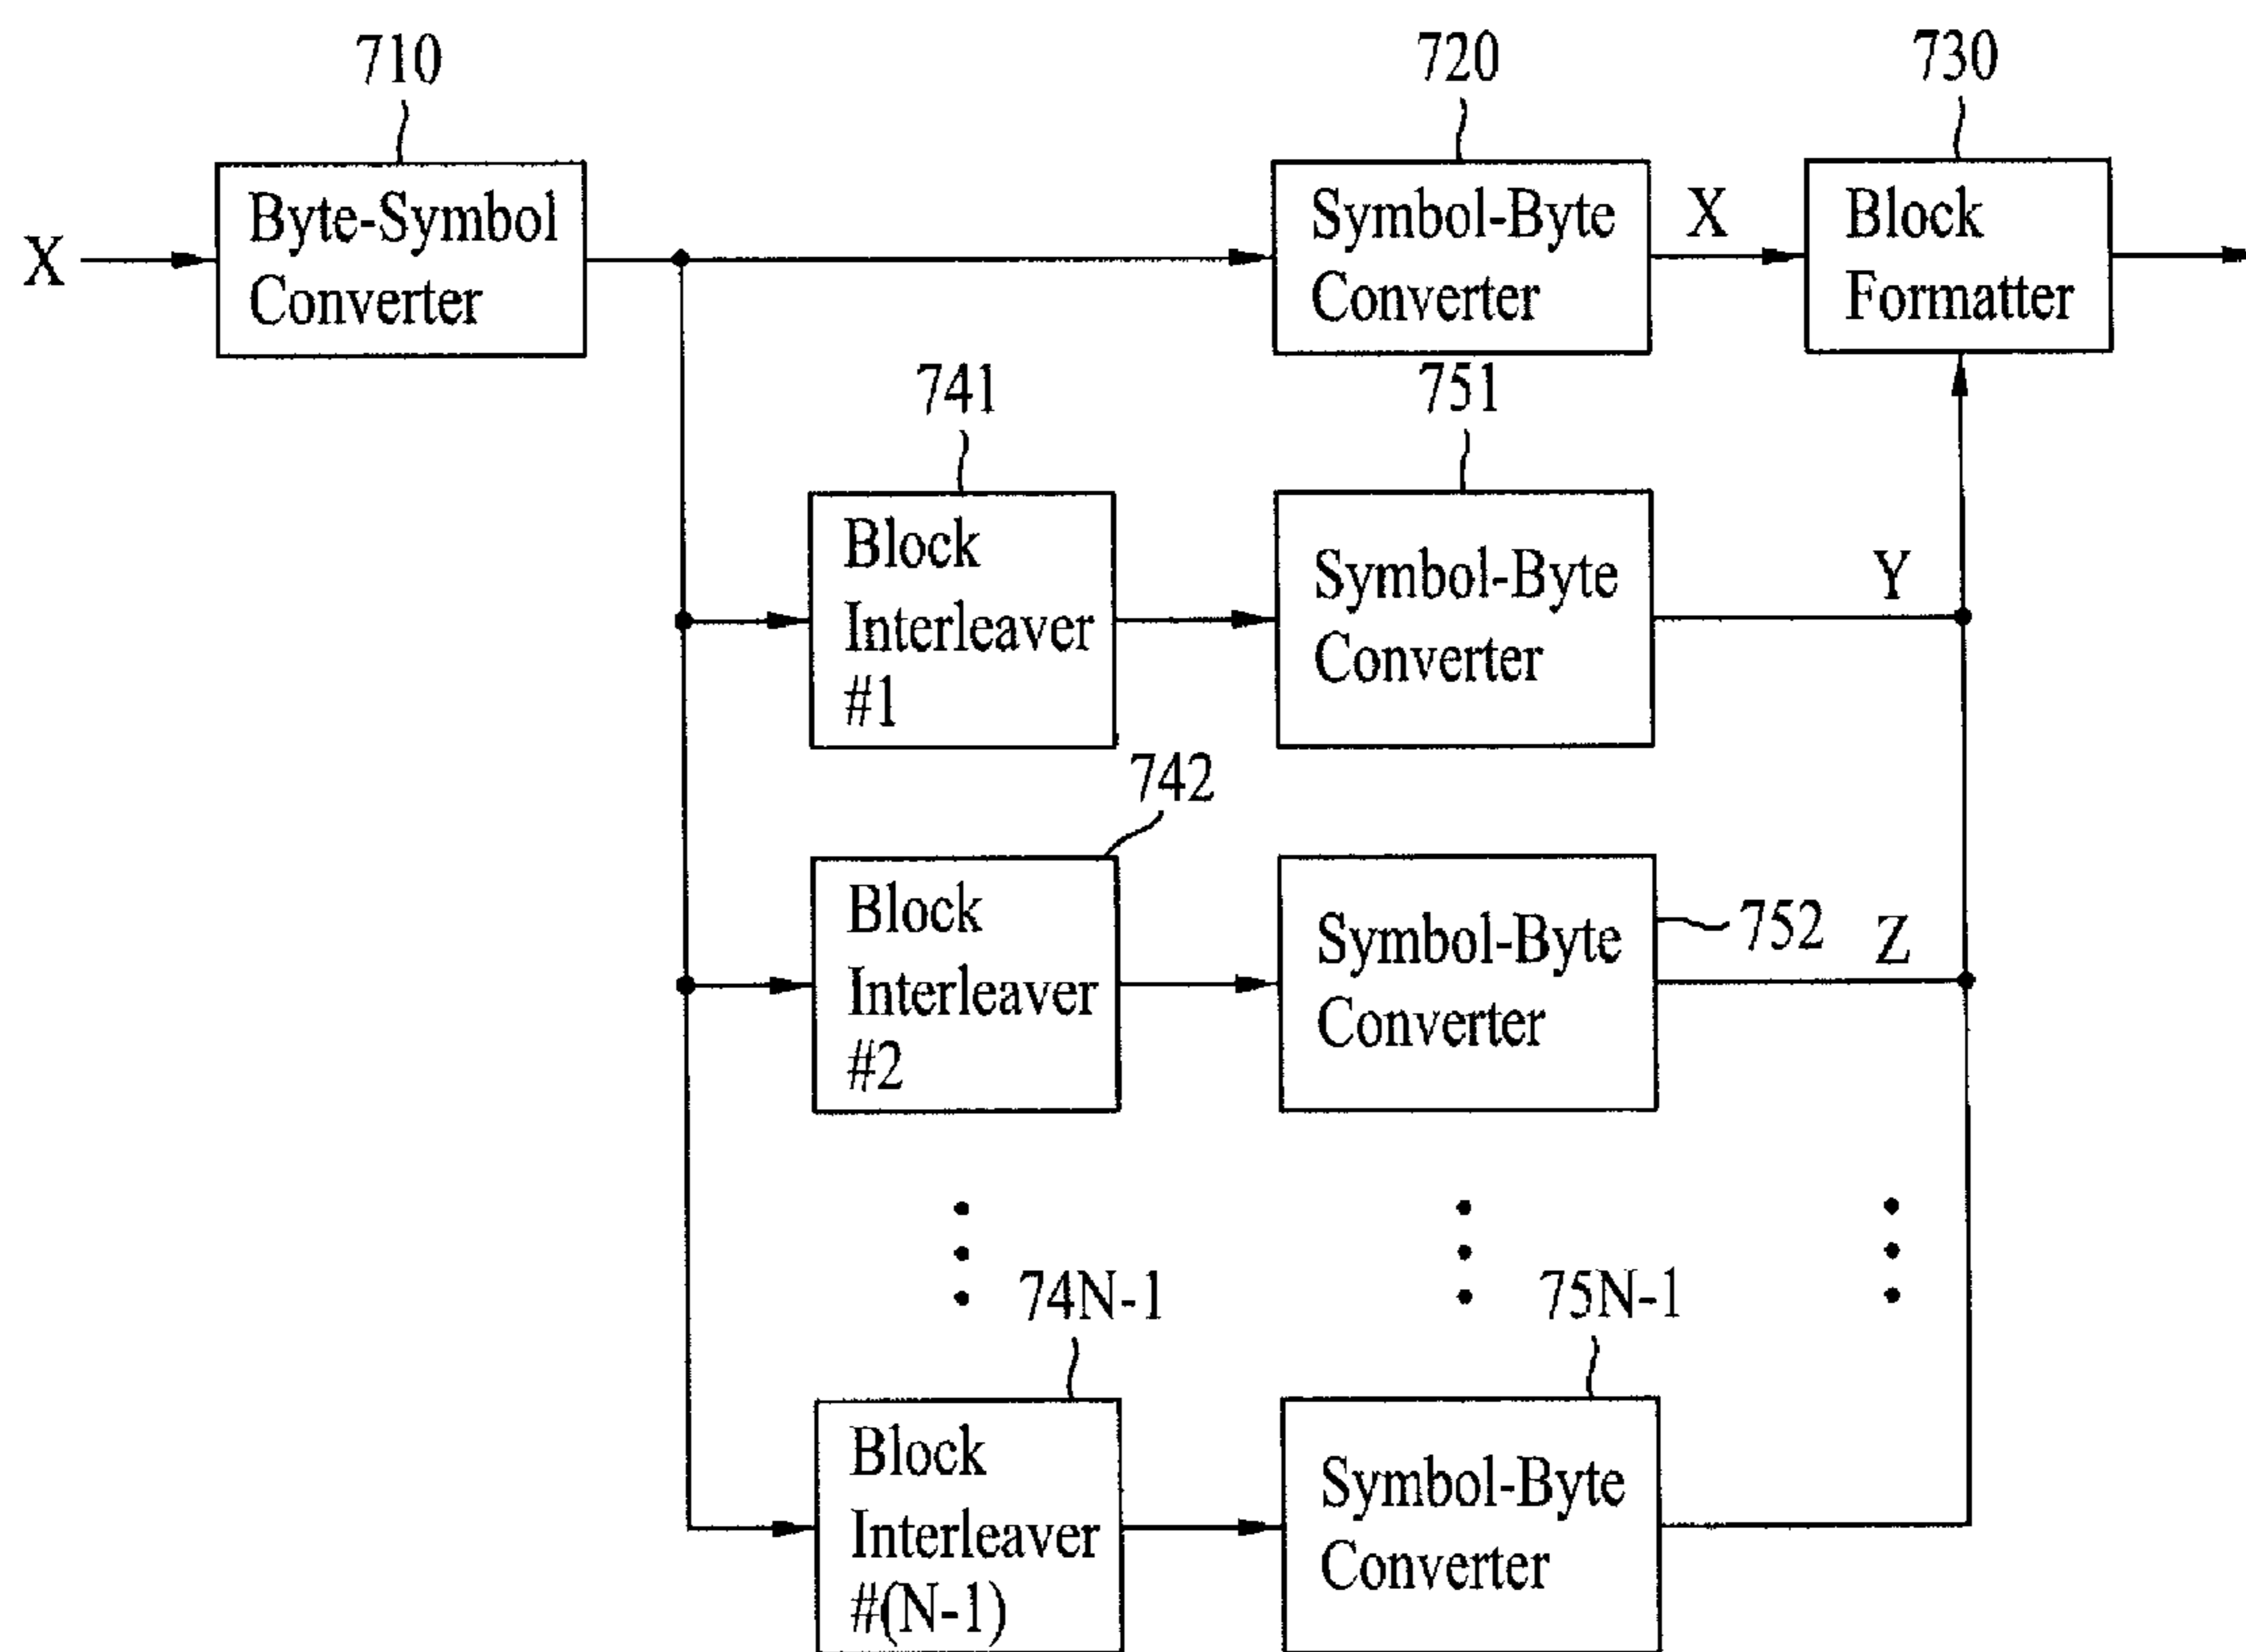 710
720
730
X
Byte-Symbol
Converter
Symbol-Byte
Converter
X
Block
Formatter
741
751
Block
Interleaver
#1
Symbol-Byte
Converter
Y
742
Block
Interleaver
#2
Symbol-Byte
Converter
752
Z
74N-1
75N-1
Block
Interleaver
#(N-1)
Symbol-Byte
Converter